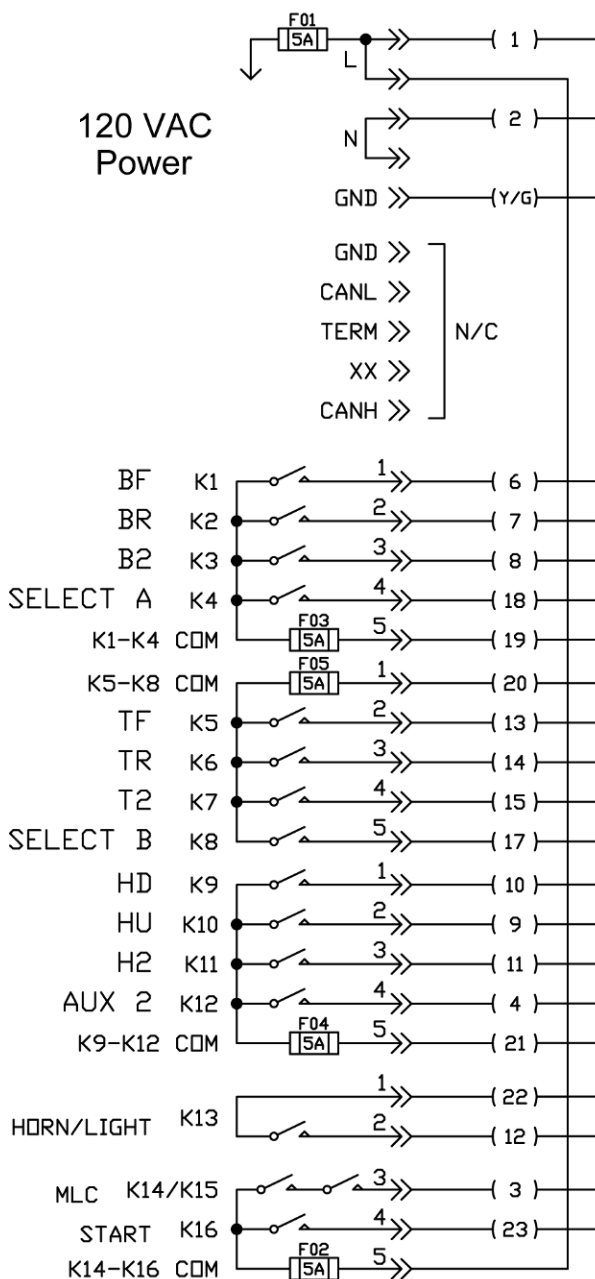 F01
5A
L
( 1 )
120 VAC
Power
N
( 2 )
GND
(Y/G)
GND
CANL
TERM
XX
CANH
N/C
BF K1 1 ( 6 )
BR K2 2 ( 7 )
B2 K3 3 ( 8 )
SELECT A K4 4 ( 18 )
K1-K4 COM F03 5A 5 ( 19 )
K5-K8 COM F05 5A 1 ( 20 )
TF K5 2 ( 13 )
TR K6 3 ( 14 )
T2 K7 4 ( 15 )
SELECT B K8 5 ( 17 )
HD K9 1 ( 10 )
HU K10 2 ( 9 )
H2 K11 3 ( 11 )
AUX 2 K12 4 ( 4 )
K9-K12 COM F04 5A 5 ( 21 )
1 ( 22 )
HORN/LIGHT K13 2 ( 12 )
MLC K14/K15 3 ( 3 )
START K16 4 ( 23 )
K14-K16 COM F02 5A 5